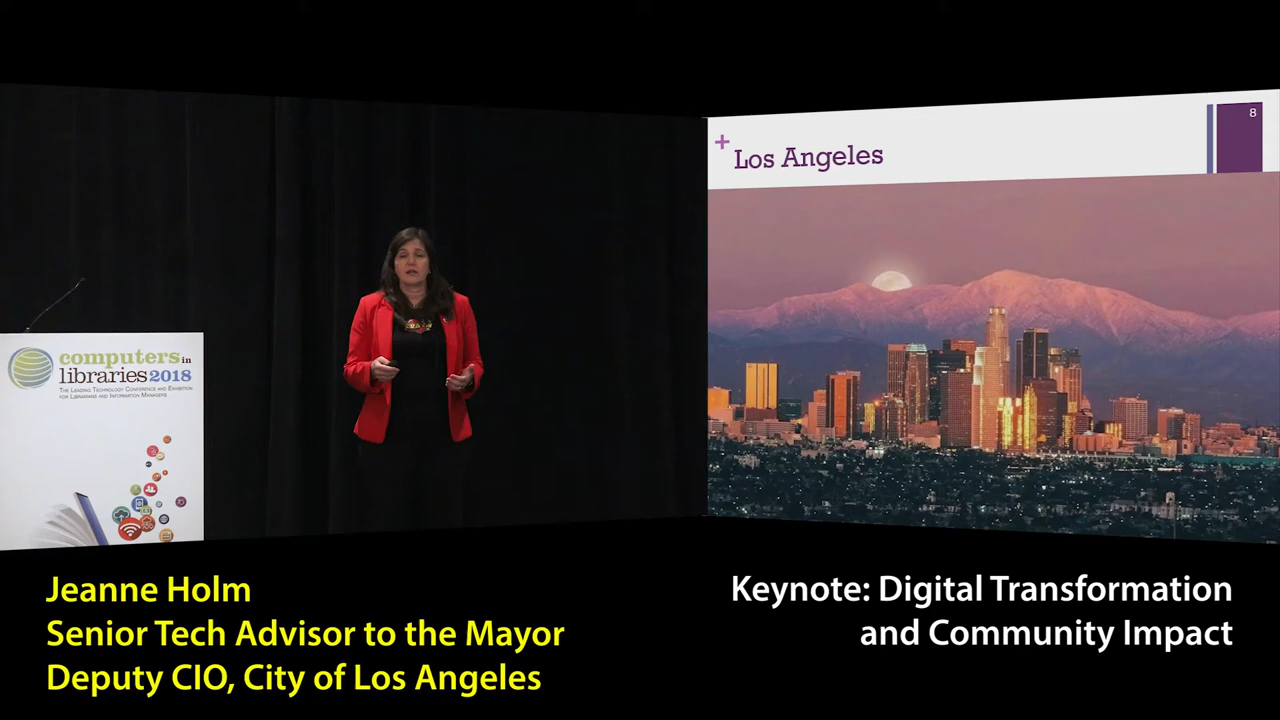 computers in
libraries 2018
THE LEADING TECHNOLOGY CONFERENCE AND EXHIBITION
FOR LIBRARIANS AND INFORMATION MANAGERS
+
Los Angeles
8
Jeanne Holm
Senior Tech Advisor to the Mayor
Deputy CIO, City of Los Angeles
Keynote: Digital Transformation
and Community Impact